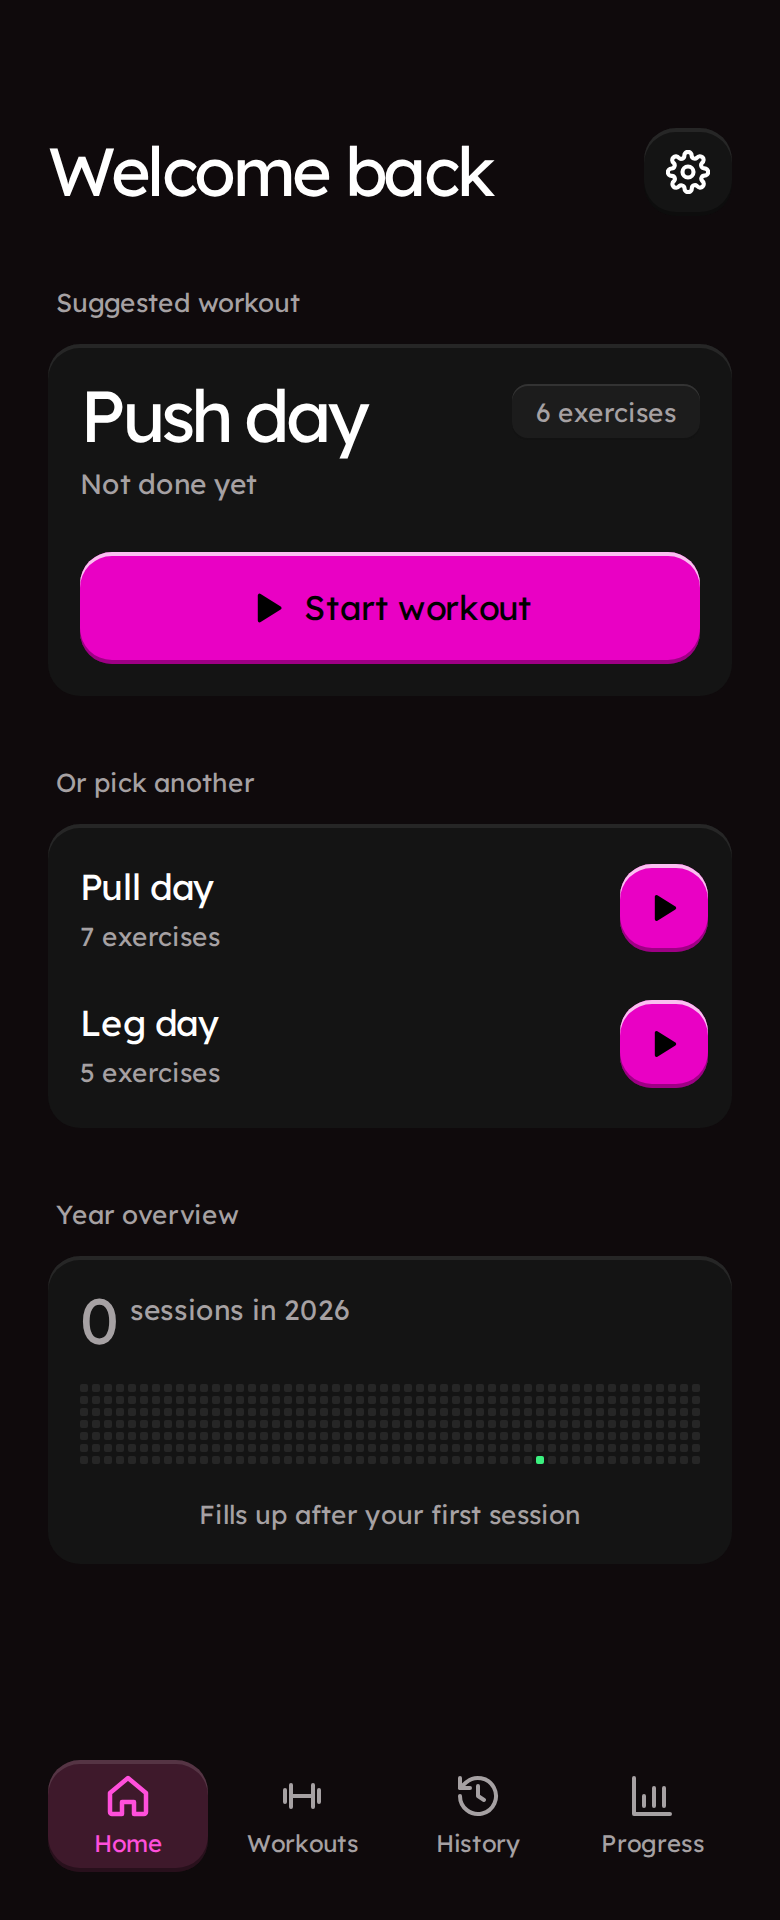 Welcome back
Suggested workout
Push day
6 exercises
Not done yet
Start workout
Or pick another
Pull day
7 exercises
Leg day
5 exercises
Year overview
0 sessions in 2026
Fills up after your first session
Home
Workouts
History
Progress